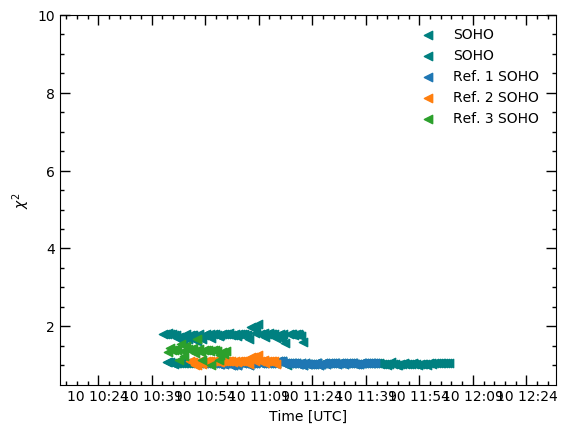 10
8
6
4
2
χ²
SOHO
SOHO
Ref. 1 SOHO
Ref. 2 SOHO
Ref. 3 SOHO
10 10:24 10 10:39 10 10:54 10 11:09 10 11:24 10 11:39 10 11:54 10 12:09 10 12:24
Time [UTC]